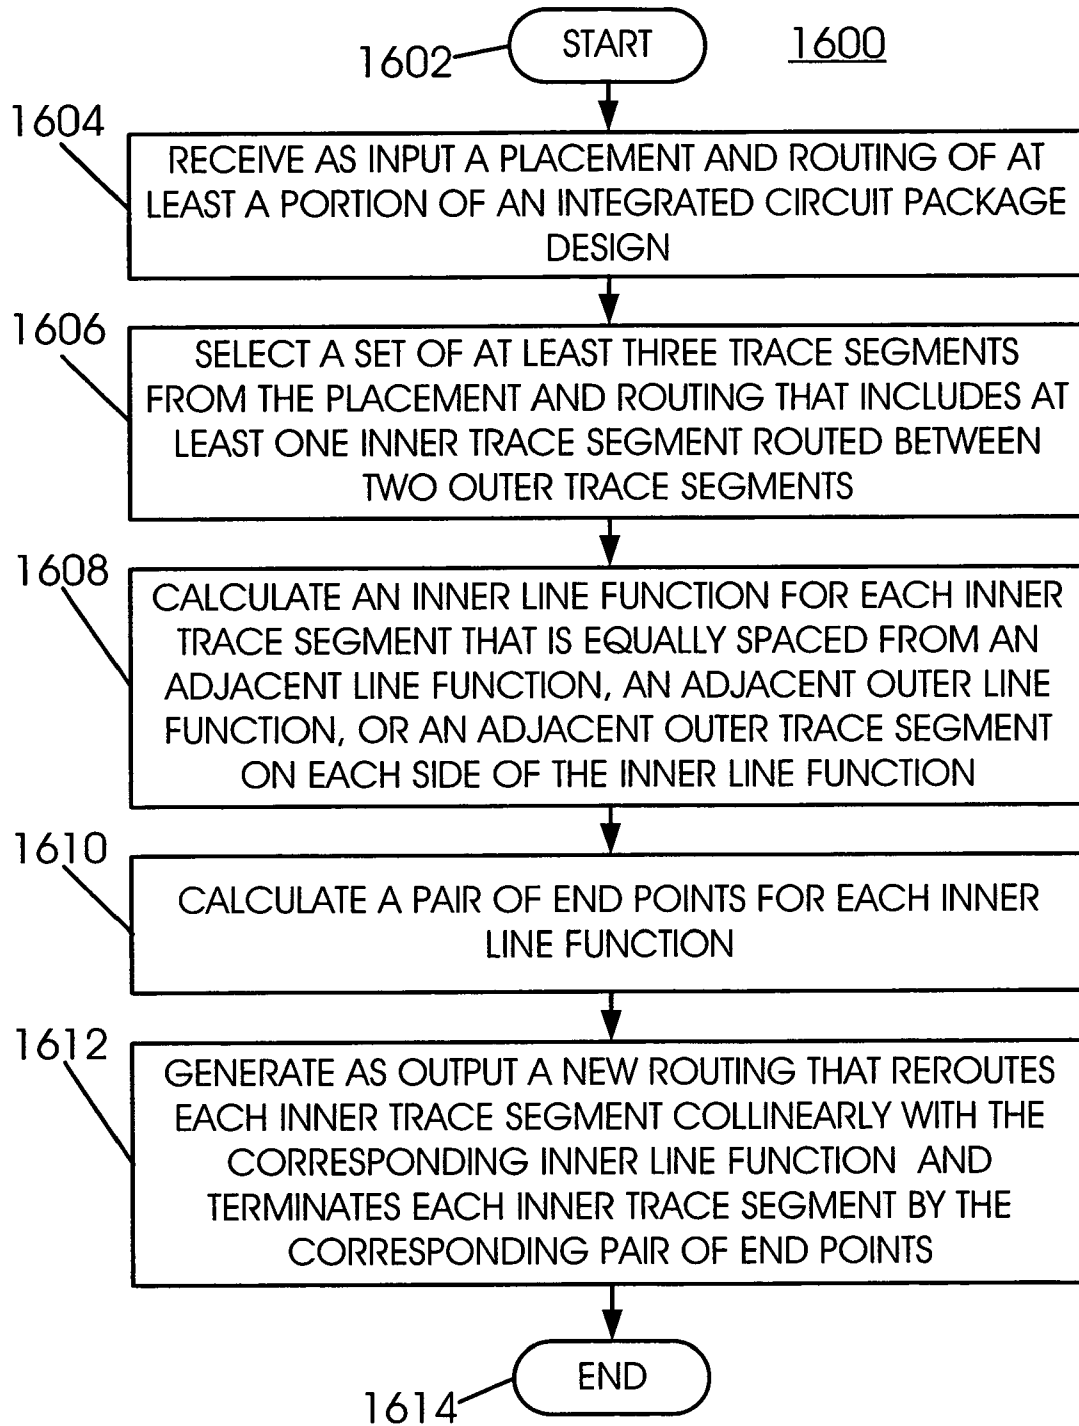 START
1600
1602
1604
RECEIVE AS INPUT A PLACEMENT AND ROUTING OF AT
LEAST A PORTION OF AN INTEGRATED CIRCUIT PACKAGE
DESIGN
1606
SELECT A SET OF AT LEAST THREE TRACE SEGMENTS
FROM THE PLACEMENT AND ROUTING THAT INCLUDES AT
LEAST ONE INNER TRACE SEGMENT ROUTED BETWEEN
TWO OUTER TRACE SEGMENTS
1608
CALCULATE AN INNER LINE FUNCTION FOR EACH INNER
TRACE SEGMENT THAT IS EQUALLY SPACED FROM AN
ADJACENT LINE FUNCTION, AN ADJACENT OUTER LINE
FUNCTION, OR AN ADJACENT OUTER TRACE SEGMENT
ON EACH SIDE OF THE INNER LINE FUNCTION
1610
CALCULATE A PAIR OF END POINTS FOR EACH INNER
LINE FUNCTION
1612
GENERATE AS OUTPUT A NEW ROUTING THAT REROUTES
EACH INNER TRACE SEGMENT COLLINEARLY WITH THE
CORRESPONDING INNER LINE FUNCTION AND
TERMINATES EACH INNER TRACE SEGMENT BY THE
CORRESPONDING PAIR OF END POINTS
END
1614